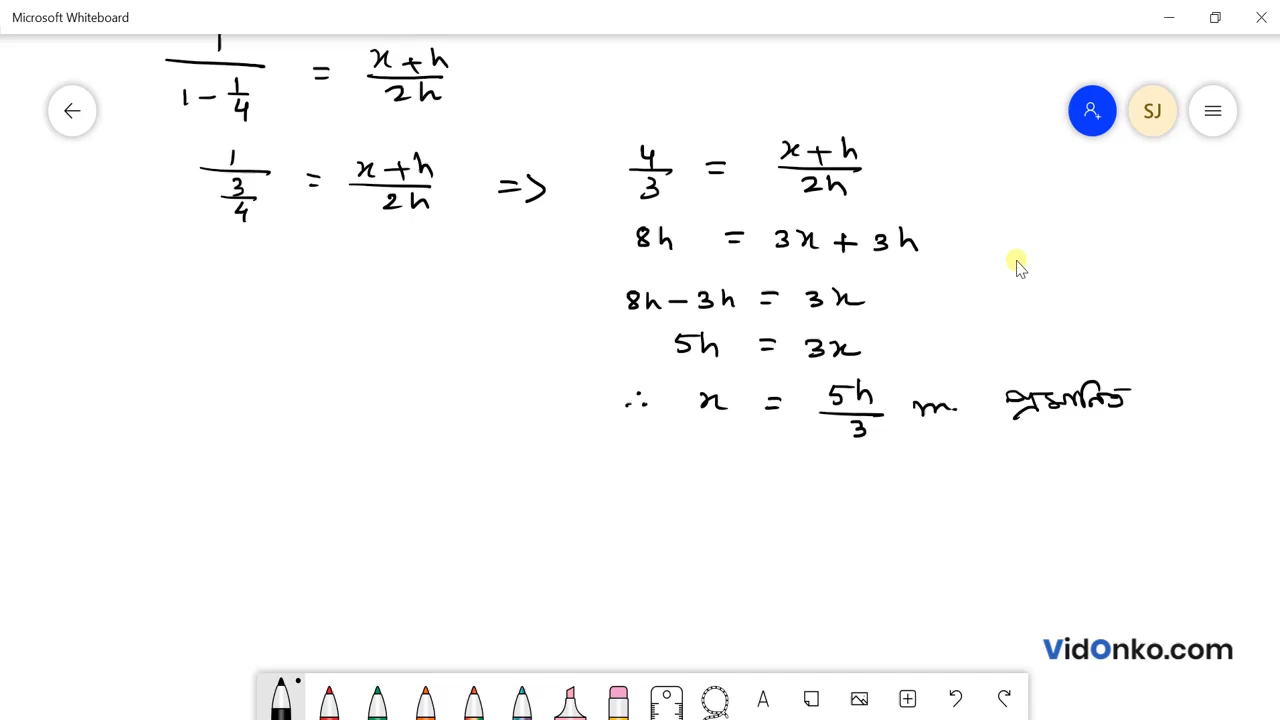 Microsoft Whiteboard
1 / (1 - 1/4) = (x + h) / 2h
1 / (3/4) = (x + h) / 2h => 4/3 = (x + h) / 2h
SJ
8h = 3x + 3h
8h - 3h = 3x
5h = 3x
∴ x = 5h/3 m. প্রমাণিত
VidOnko.com
A